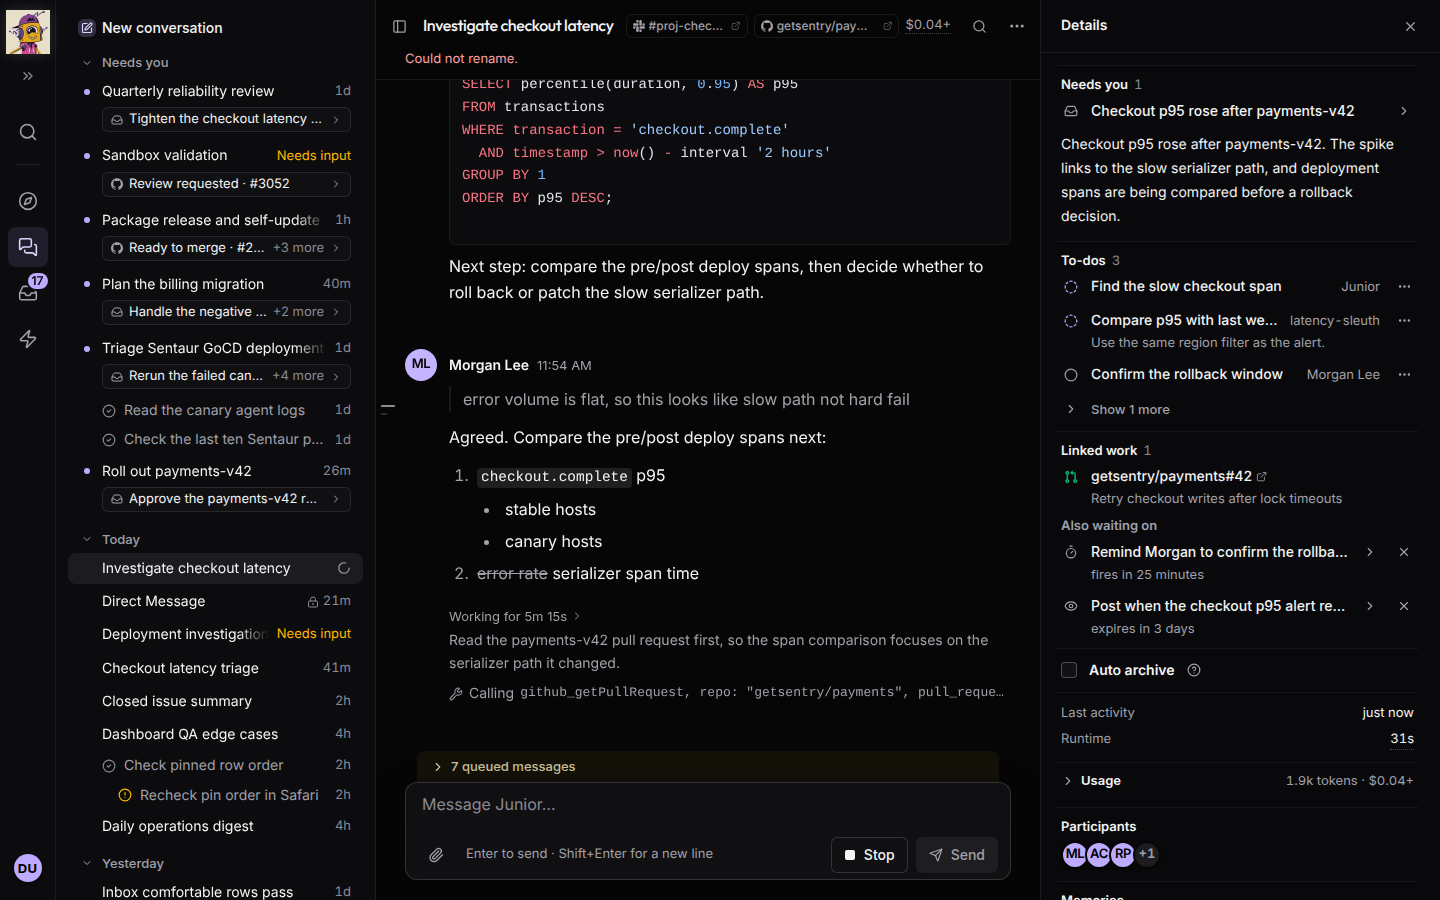 New conversation
Needs you
Quarterly reliability review 1d
Tighten the checkout latency ...
Sandbox validation Needs input
Review requested · #3052
Package release and self-update 1h
Ready to merge · #2... +3 more
Plan the billing migration 40m
Handle the negative ... +2 more
Triage Sentaur GoCD deployment 1d
Rerun the failed can... +4 more
Read the canary agent logs 1d
Check the last ten Sentaur p... 1d
Roll out payments-v42 26m
Approve the payments-v42 r...
Today
Investigate checkout latency
Direct Message 21m
Deployment investigation Needs input
Checkout latency triage 41m
Closed issue summary 2h
Dashboard QA edge cases 4h
Check pinned row order 2h
Recheck pin order in Safari 2h
Daily operations digest 4h
Yesterday
Inbox comfortable rows pass 1d
17
DU
Investigate checkout latency #proj-chec... getsentry/pay... $0.04+
Could not rename.
SELECT percentile(duration, 0.95) AS p95
FROM transactions
WHERE transaction = 'checkout.complete'
AND timestamp > now() - interval '2 hours'
GROUP BY 1
ORDER BY p95 DESC;
Next step: compare the pre/post deploy spans, then decide whether to
roll back or patch the slow serializer path.
ML Morgan Lee 11:54 AM
error volume is flat, so this looks like slow path not hard fail
Agreed. Compare the pre/post deploy spans next:
1. checkout.complete p95
• stable hosts
• canary hosts
2. error rate serializer span time
Working for 5m 15s
Read the payments-v42 pull request first, so the span comparison focuses on the
serializer path it changed.
Calling github_getPullRequest, repo: "getsentry/payments", pull_reque…
7 queued messages
Message Junior...
Enter to send · Shift+Enter for a new line Stop Send
Details
Needs you 1
Checkout p95 rose after payments-v42
Checkout p95 rose after payments-v42. The spike
links to the slow serializer path, and deployment
spans are being compared before a rollback
decision.
To-dos 3
Find the slow checkout span Junior
Compare p95 with last we... latency-sleuth
Use the same region filter as the alert.
Confirm the rollback window Morgan Lee
Show 1 more
Linked work 1
getsentry/payments#42
Retry checkout writes after lock timeouts
Also waiting on
Remind Morgan to confirm the rollba...
fires in 25 minutes
Post when the checkout p95 alert re...
expires in 3 days
Auto archive
Last activity just now
Runtime 31s
Usage 1.9k tokens · $0.04+
Participants
ML AC RP +1
Memories